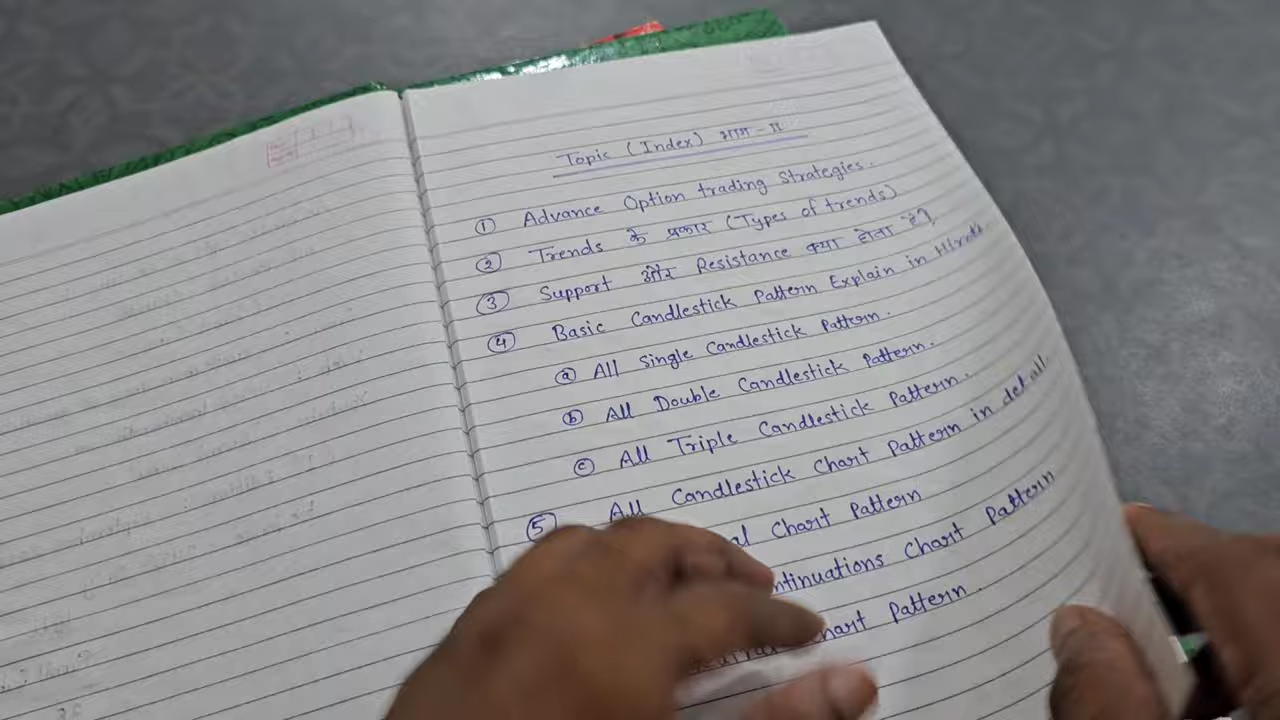 Topic (Index) भाग - II
① Advance Option trading Strategies.
② Trends के प्रकार (Types of trends)
③ Support और Resistance क्या होता है?
④ Basic Candlestick Pattern Explain in Hindi.
ⓐ All Single Candlestick Pattern.
ⓑ All Double Candlestick Pattern.
ⓒ All Triple Candlestick Pattern.
⑤ All Candlestick Chart Pattern in detail.
Chart Pattern
Chart Pattern
Chart Pattern.